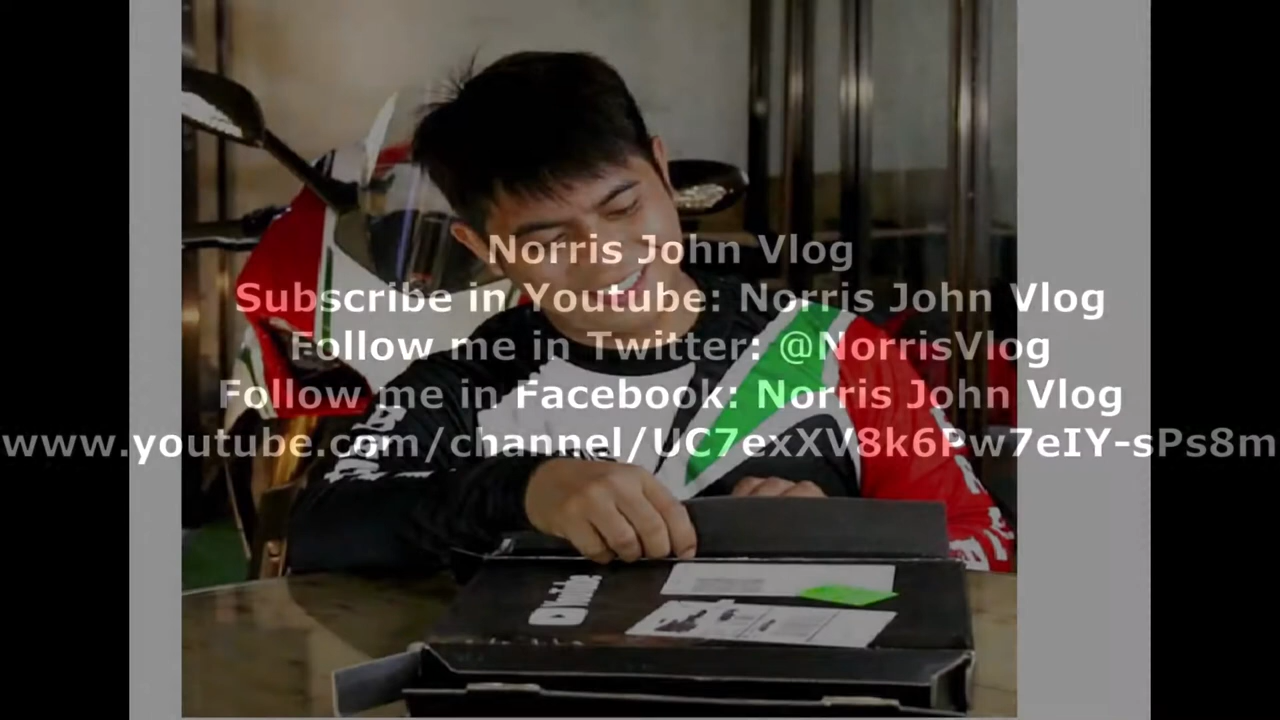 Norris John Vlog
Subscribe in Youtube: Norris John Vlog
Follow me in Twitter: @NorrisVlog
Follow me in Facebook: Norris John Vlog
www.youtube.com/channel/UC7exXV8k6Pw7eIY-sPs8m